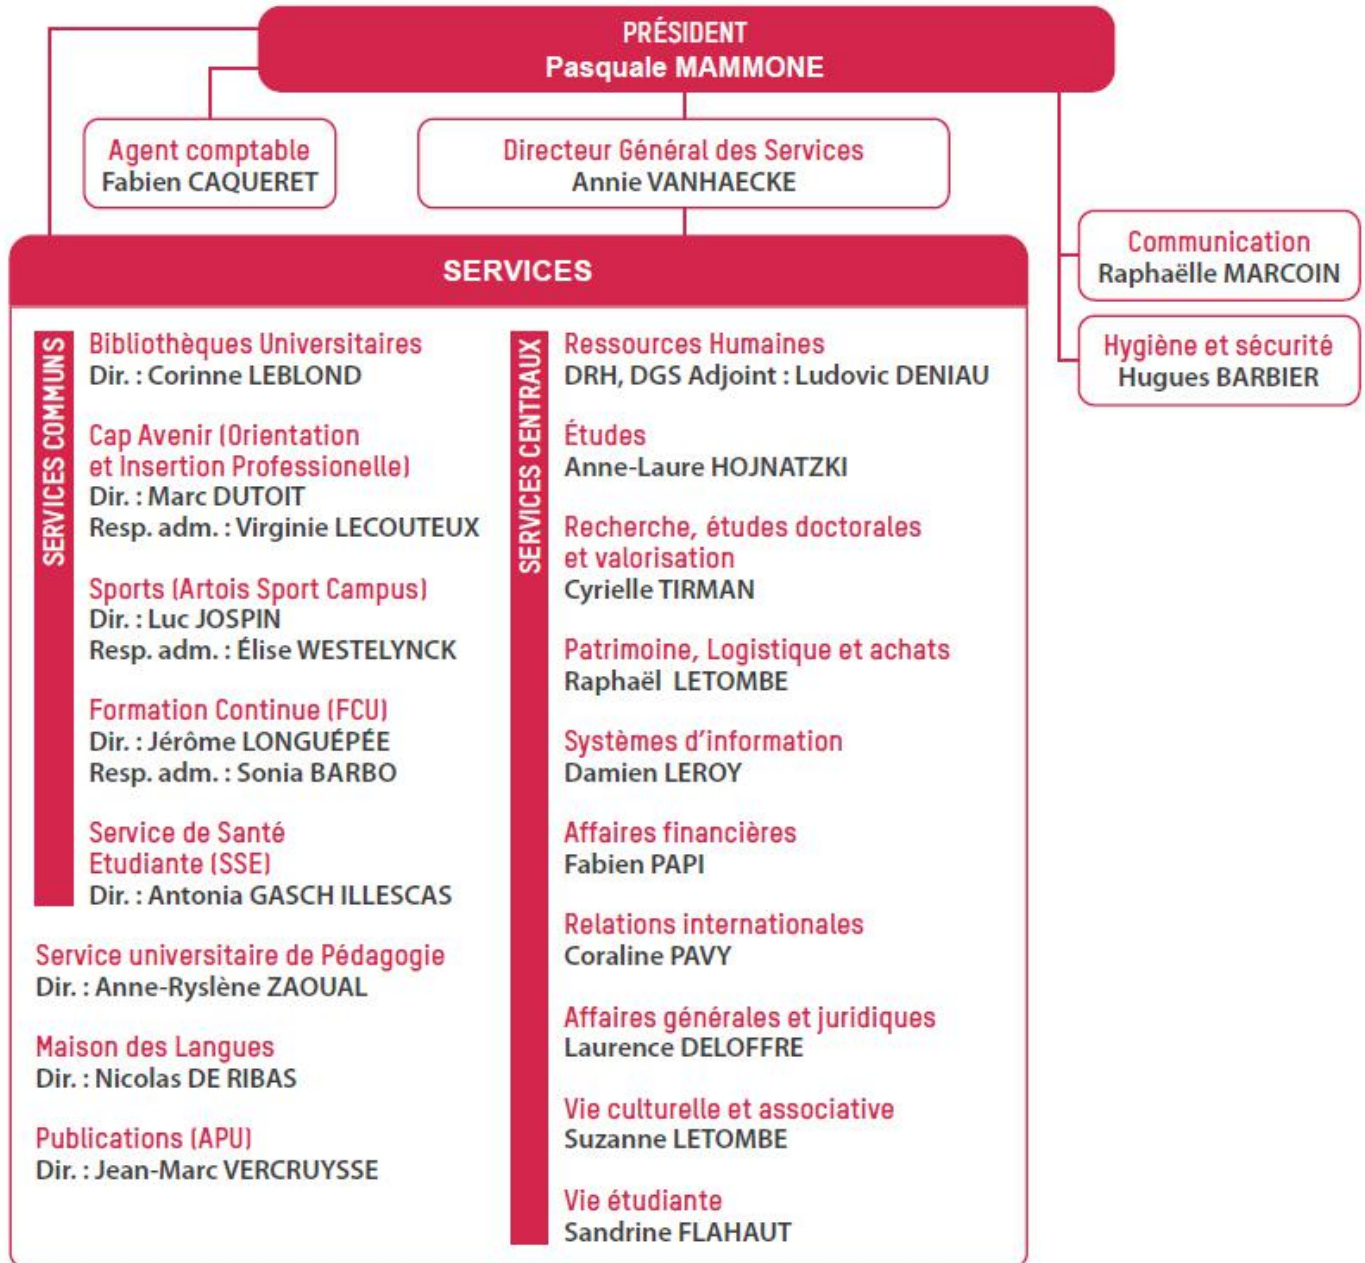 PRÉSIDENT
Pasquale MAMMONE
Agent comptable
Fabien CAQUERET
Directeur Général des Services
Annie VANHAECKE
Communication
Raphaëlle MARCOIN
Hygiène et sécurité
Hugues BARBIER
SERVICES
SERVICES COMMUNS
Bibliothèques Universitaires
Dir. : Corinne LEBLOND
Cap Avenir (Orientation
et Insertion Professionelle)
Dir. : Marc DUTOIT
Resp. adm. : Virginie LECOUTEUX
Sports (Artois Sport Campus)
Dir. : Luc JOSPIN
Resp. adm. : Élise WESTELYNCK
Formation Continue (FCU)
Dir. : Jérôme LONGUÉPÉE
Resp. adm. : Sonia BARBO
Service de Santé
Etudiante (SSE)
Dir. : Antonia GASCH ILLESCAS
Service universitaire de Pédagogie
Dir. : Anne-Ryslène ZAOUAL
Maison des Langues
Dir. : Nicolas DE RIBAS
Publications (APU)
Dir. : Jean-Marc VERCRUYSSE
SERVICES CENTRAUX
Ressources Humaines
DRH, DGS Adjoint : Ludovic DENIAU
Études
Anne-Laure HOJNATZKI
Recherche, études doctorales
et valorisation
Cyrielle TIRMAN
Patrimoine, Logistique et achats
Raphaël LETOMBE
Systèmes d'information
Damien LEROY
Affaires financières
Fabien PAPI
Relations internationales
Coraline PAVY
Affaires générales et juridiques
Laurence DELOFFRE
Vie culturelle et associative
Suzanne LETOMBE
Vie étudiante
Sandrine FLAHAUT